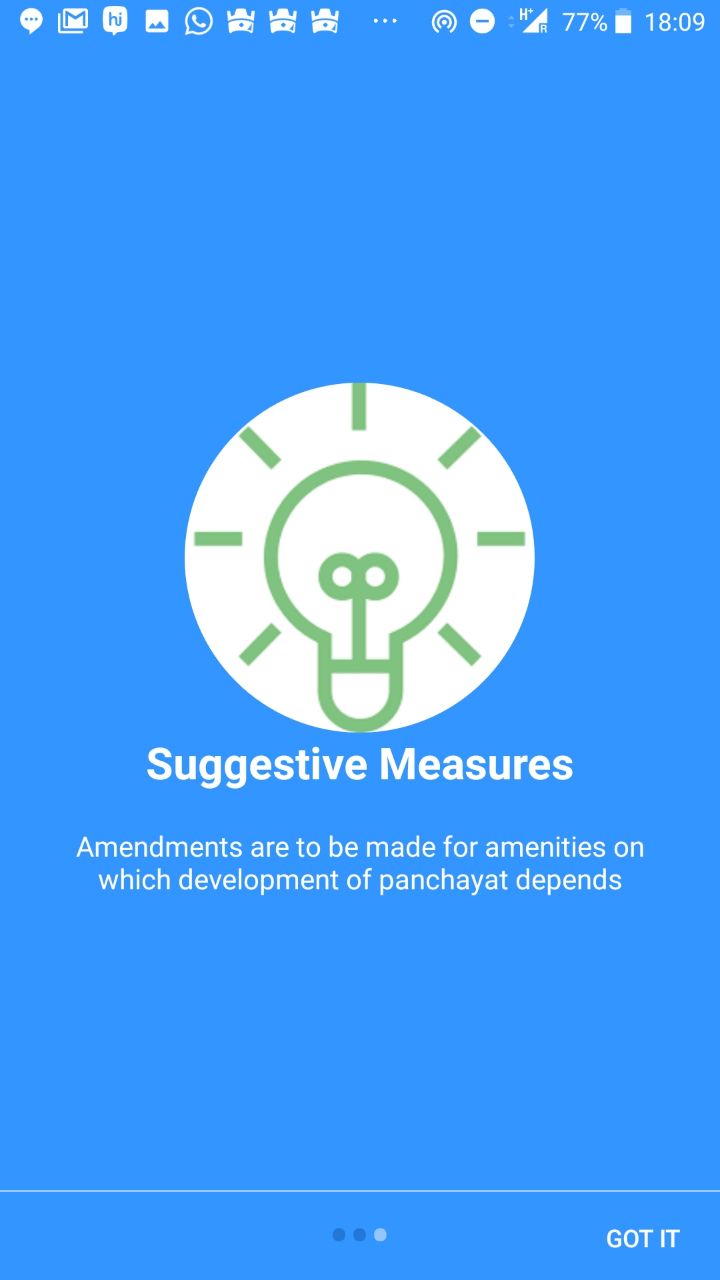 hi H+ R 77% 18:09
Suggestive Measures
Amendments are to be made for amenities on
which development of panchayat depends
GOT IT